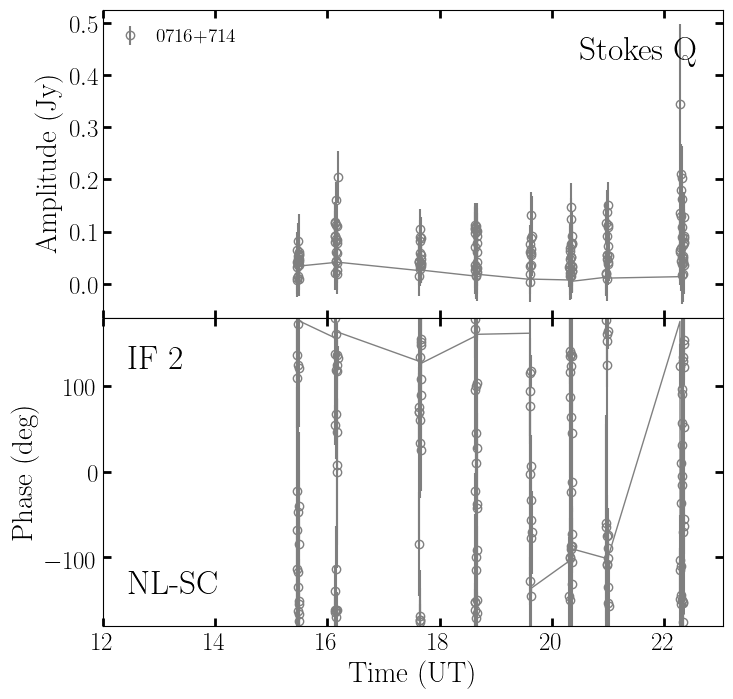 0716+714
Stokes Q
0.5
0.4
0.3
0.2
0.1
0.0
Amplitude (Jy)
IF 2
NL-SC
100
0
−100
Phase (deg)
12 14 16 18 20 22
Time (UT)